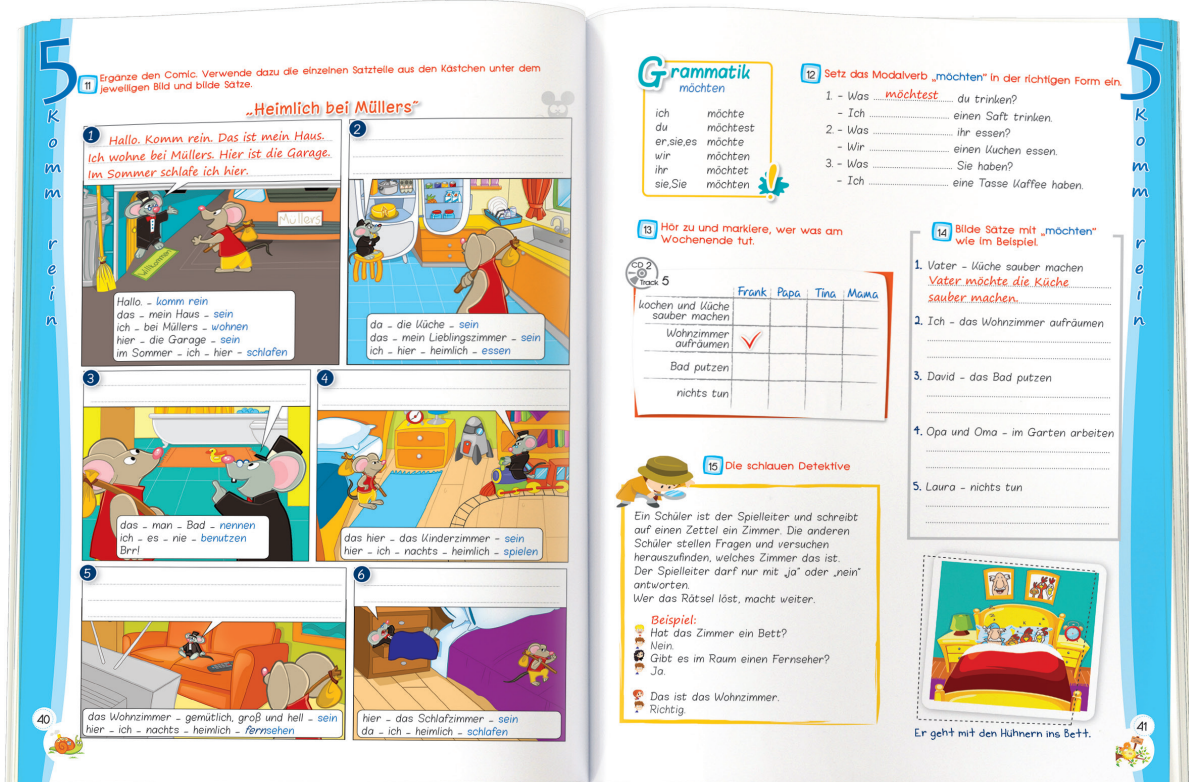 5
Komm rein
11 Ergänze den Comic. Verwende dazu die einzelnen Satzteile aus den Kästchen unter dem
jeweiligen Bild und bilde Sätze.
„Heimlich bei Müllers“
1
Hallo. Komm rein. Das ist mein Haus.
Ich wohne bei Müllers. Hier ist die Garage.
Im Sommer schlafe ich hier.
Müllers
Willkommen
Hallo. – komm rein
das – mein Haus – sein
ich – bei Müllers – wohnen
hier – die Garage – sein
im Sommer – ich – hier – schlafen
2
da – die Küche – sein
das – mein Lieblingszimmer – sein
ich – hier – heimlich – essen
3
das – man – Bad – nennen
ich – es – nie – benutzen
Brr!
4
das hier – das Kinderzimmer – sein
hier – ich – nachts – heimlich – spielen
5
das Wohnzimmer – gemütlich, groß und hell – sein
hier – ich – nachts – heimlich – fernsehen
6
hier – das Schlafzimmer – sein
da – ich – heimlich – schlafen
40
Grammatik
möchten
ich möchte
du möchtest
er,sie,es möchte
wir möchten
ihr möchtet
sie,Sie möchten
12 Setz das Modalverb „möchten“ in der richtigen Form ein.
1. – Was möchtest du trinken?
– Ich einen Saft trinken.
2. – Was ihr essen?
– Wir einen Kuchen essen.
3. – Was Sie haben?
– Ich eine Tasse Kaffee haben.
13 Hör zu und markiere, wer was am
Wochenende tut.
CD 2
Track 5
Frank Papa Tina Mama
kochen und Küche
sauber machen
Wohnzimmer
aufräumen
Bad putzen
nichts tun
14 Bilde Sätze mit „möchten“
wie im Beispiel.
1. Vater – Küche sauber machen
Vater möchte die Küche
sauber machen.
2. Ich – das Wohnzimmer aufräumen
3. David – das Bad putzen
4. Opa und Oma – im Garten arbeiten
5. Laura – nichts tun
15 Die schlauen Detektive
Ein Schüler ist der Spielleiter und schreibt
auf einen Zettel ein Zimmer. Die anderen
Schüler stellen Fragen und versuchen
herauszufinden, welches Zimmer das ist.
Der Spielleiter darf nur mit „ja“ oder „nein“
antworten.
Wer das Rätsel löst, macht weiter.
Beispiel:
Hat das Zimmer ein Bett?
Nein.
Gibt es im Raum einen Fernseher?
Ja.
Das ist das Wohnzimmer.
Richtig.
Er geht mit den Hühnern ins Bett.
5
Komm rein
41